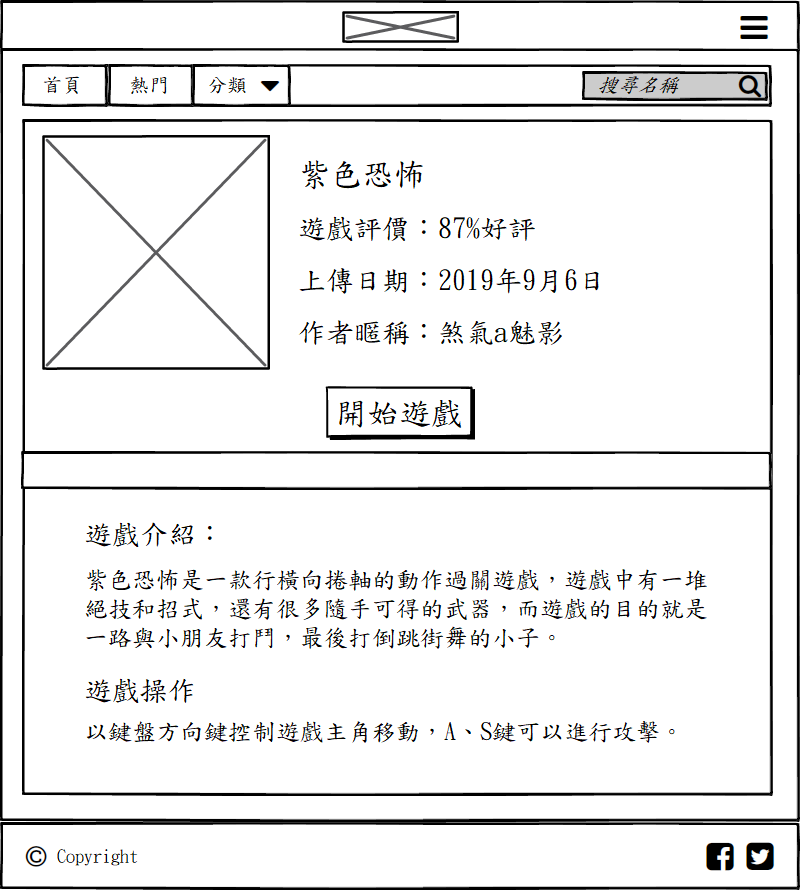 首頁
熱門
分類
搜尋名稱
紫色恐怖
遊戲評價：87%好評
上傳日期：2019年9月6日
作者暱稱：煞氣a魅影
開始遊戲
遊戲介紹：
紫色恐怖是一款行橫向捲軸的動作過關遊戲，遊戲中有一堆
絕技和招式，還有很多隨手可得的武器，而遊戲的目的就是
一路與小朋友打鬥，最後打倒跳街舞的小子。
遊戲操作
以鍵盤方向鍵控制遊戲主角移動，A、S鍵可以進行攻擊。
© Copyright